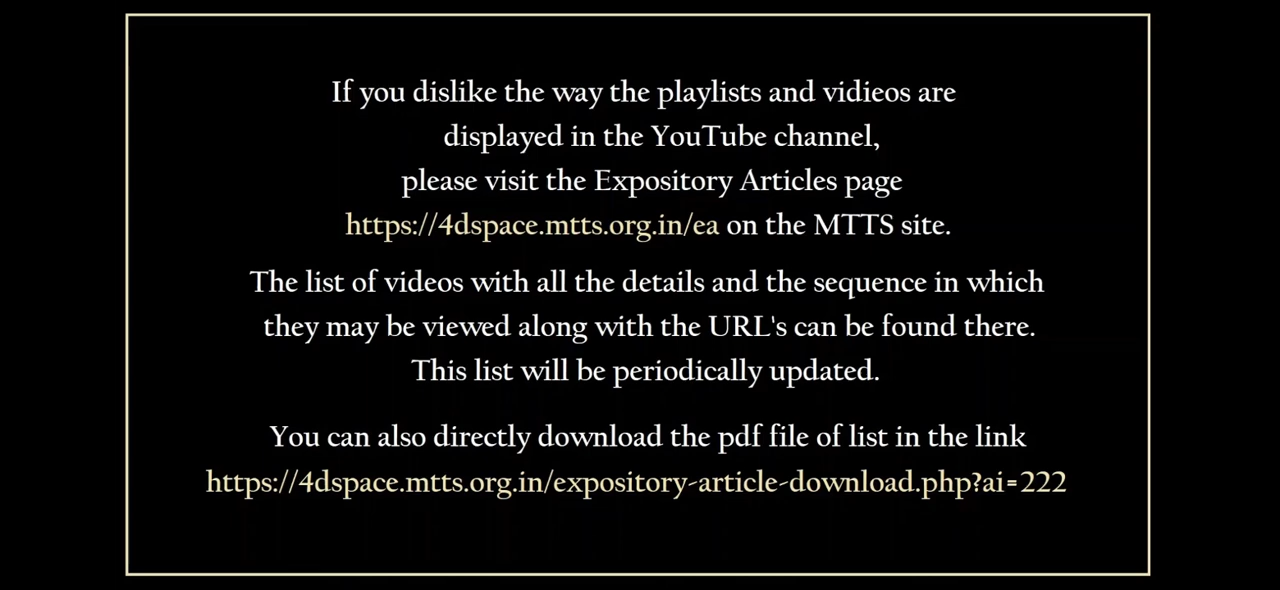 If you dislike the way the playlists and vidieos are
displayed in the YouTube channel,
please visit the Expository Articles page
https://4dspace.mtts.org.in/ea on the MTTS site.
The list of videos with all the details and the sequence in which
they may be viewed along with the URL's can be found there.
This list will be periodically updated.
You can also directly download the pdf file of list in the link
https://4dspace.mtts.org.in/expository-article-download.php?ai=222